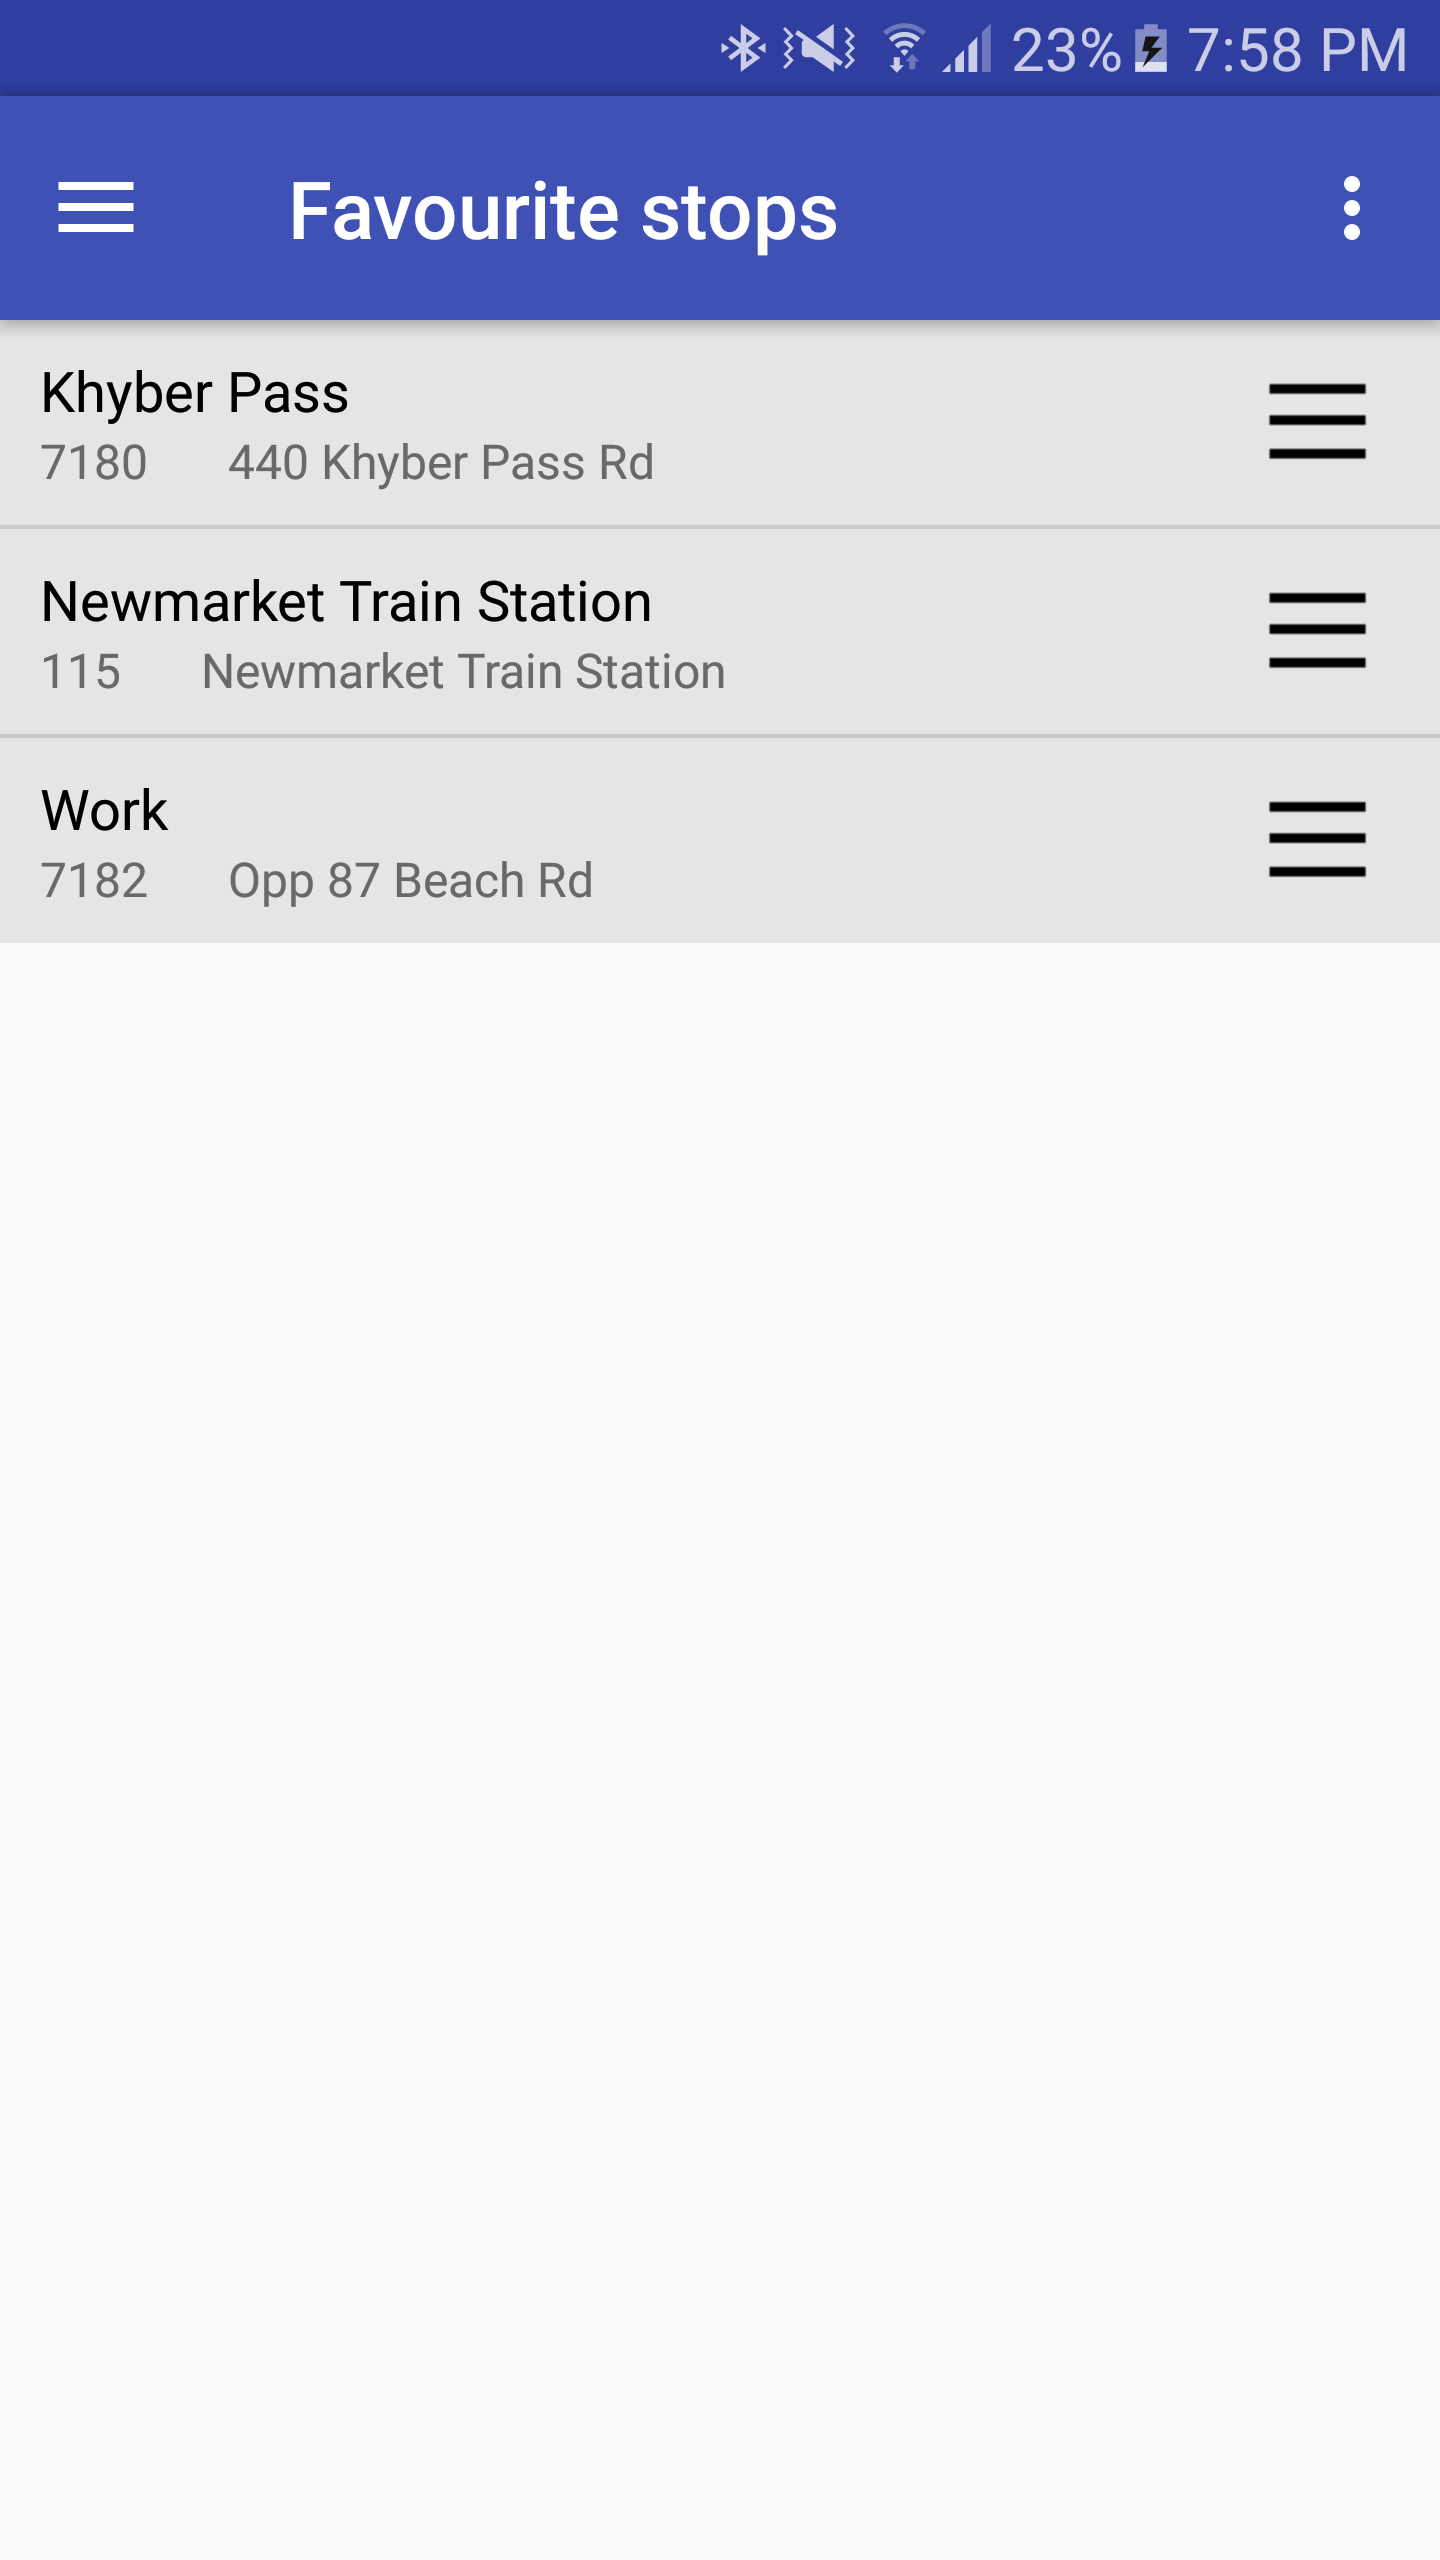 23% 7:58 PM
Favourite stops
Khyber Pass
7180 440 Khyber Pass Rd
Newmarket Train Station
115 Newmarket Train Station
Work
7182 Opp 87 Beach Rd